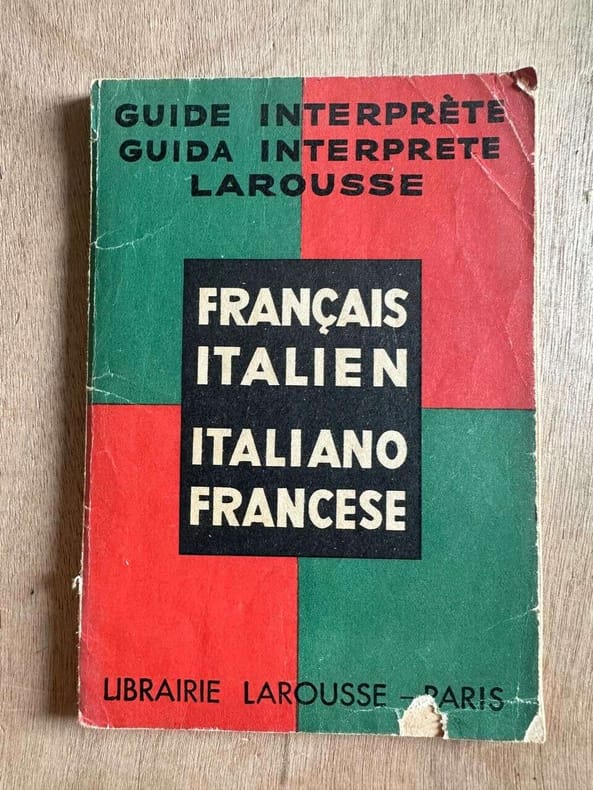 GUIDE INTERPRÈTE
GUIDA INTERPRETE
LAROUSSE
FRANÇAIS
ITALIEN
ITALIANO
FRANCESE
LIBRAIRIE LAROUSSE – PARIS